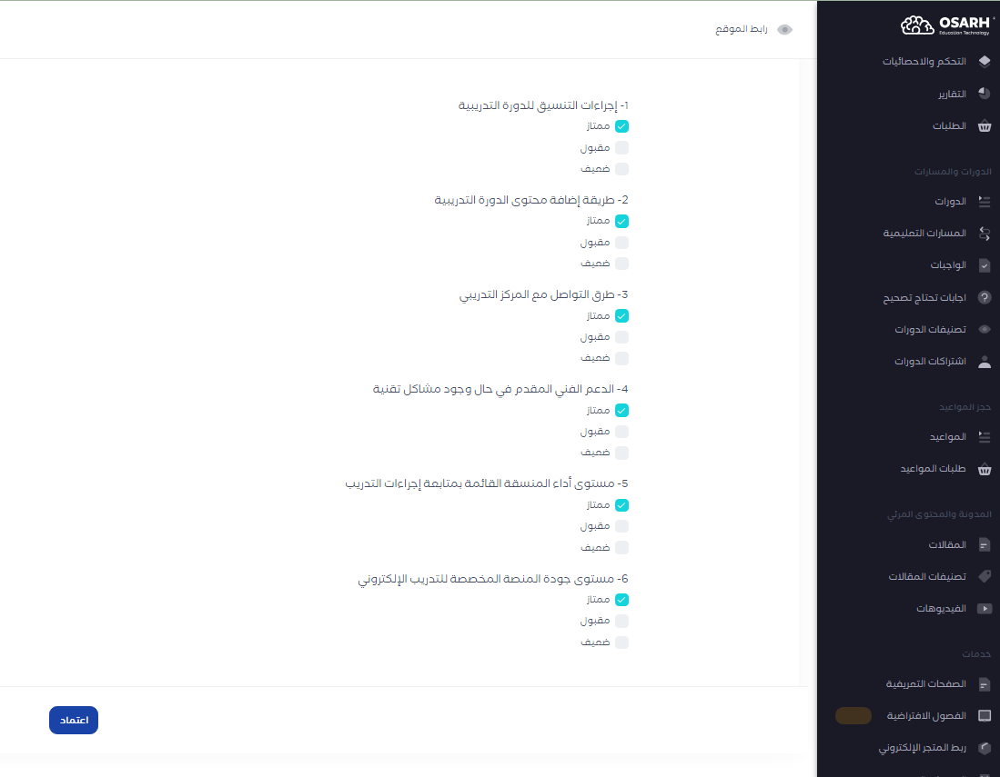 OSARH
Education Technology
التحكم والاحصائيات
التقارير
الطلبات
الدورات والمسارات
الدورات
المسارات التعليمية
الواجبات
اجابات تحتاج تصحيح
تصنيفات الدورات
اشتراكات الدورات
حجز المواعيد
المواعيد
طلبات المواعيد
المدونة والمحتوى المرئي
المقالات
تصنيفات المقالات
الفيديوهات
خدمات
الصفحات التعريفية
الفصول الافتراضية
ربط المتجر الإلكتروني
رابط الموقع
1- إجراءات التنسيق للدورة التدريبية
ممتاز
مقبول
ضعيف
2- طريقة إضافة محتوى الدورة التدريبية
ممتاز
مقبول
ضعيف
3- طرق التواصل مع المركز التدريبي
ممتاز
مقبول
ضعيف
4- الدعم الفني المقدم في حال وجود مشاكل تقنية
ممتاز
مقبول
ضعيف
5- مستوى أداء المنسقة القائمة بمتابعة إجراءات التدريب
ممتاز
مقبول
ضعيف
6- مستوى جودة المنصة المخصصة للتدريب الإلكتروني
ممتاز
مقبول
ضعيف
اعتماد